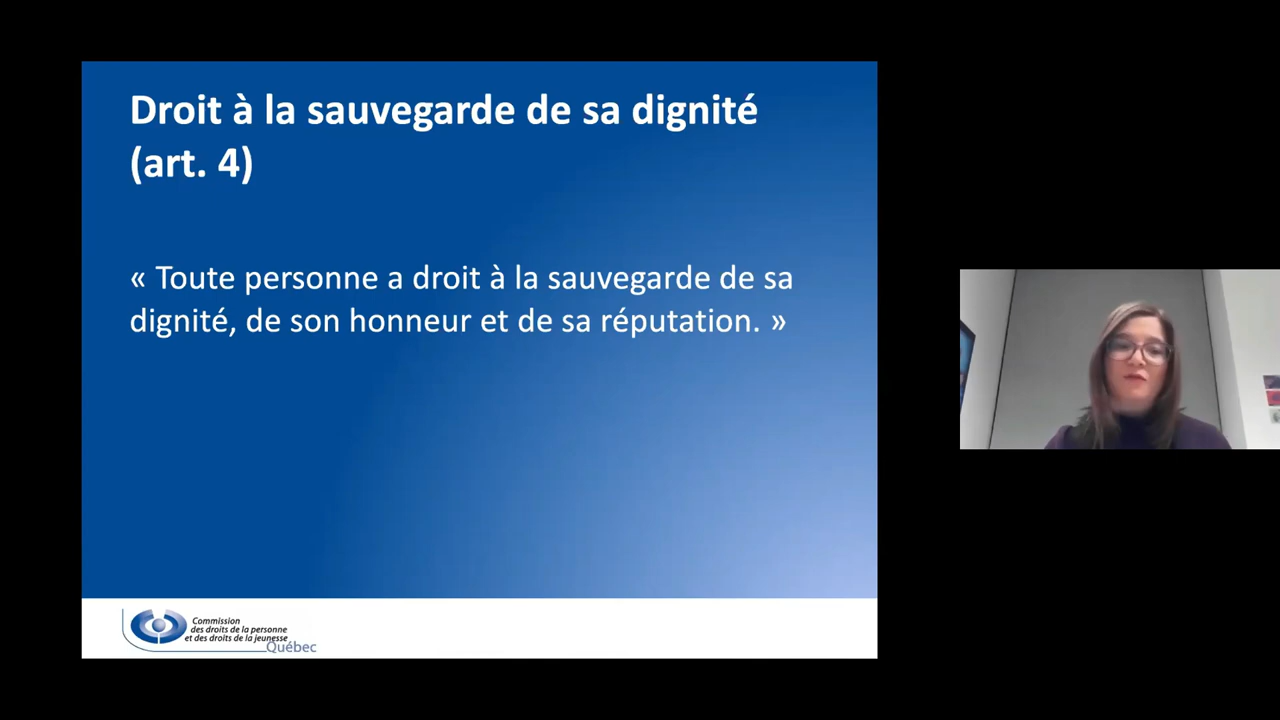 Droit à la sauvegarde de sa dignité
(art. 4)
« Toute personne a droit à la sauvegarde de sa
dignité, de son honneur et de sa réputation. »
Commission
des droits de la personne
et des droits de la jeunesse
Québec